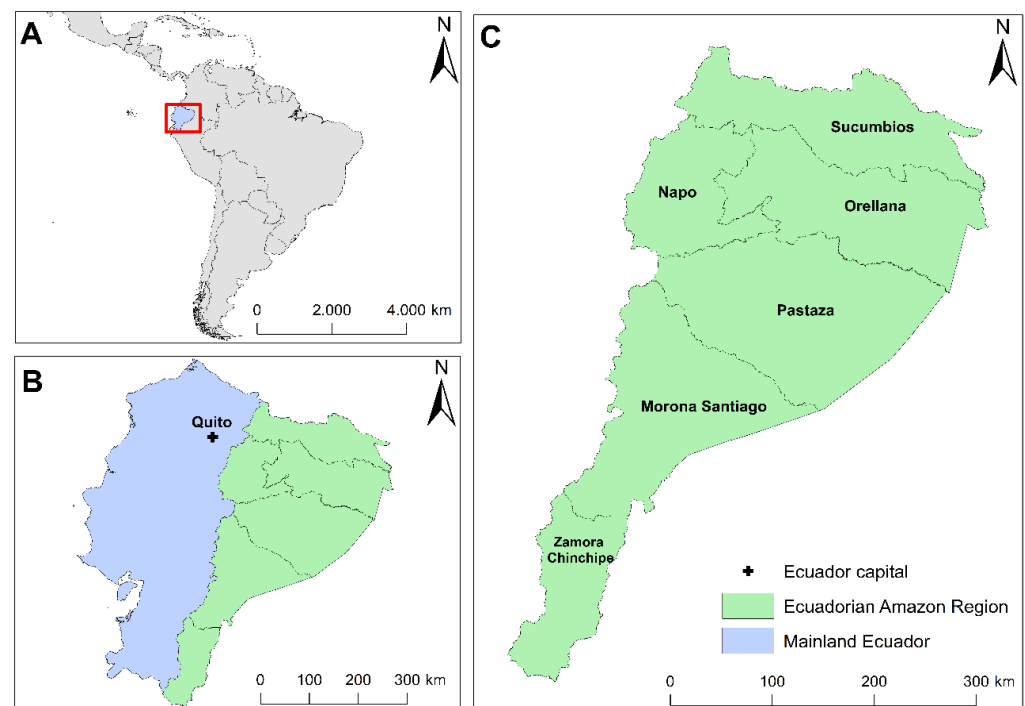 A
N
0 2.000 4.000 km
B
N
Quito
0 100 200 300 km
C
N
Sucumbios
Napo
Orellana
Pastaza
Morona Santiago
Zamora
Chinchipe
Ecuador capital
Ecuadorian Amazon Region
Mainland Ecuador
0 100 200 300 km